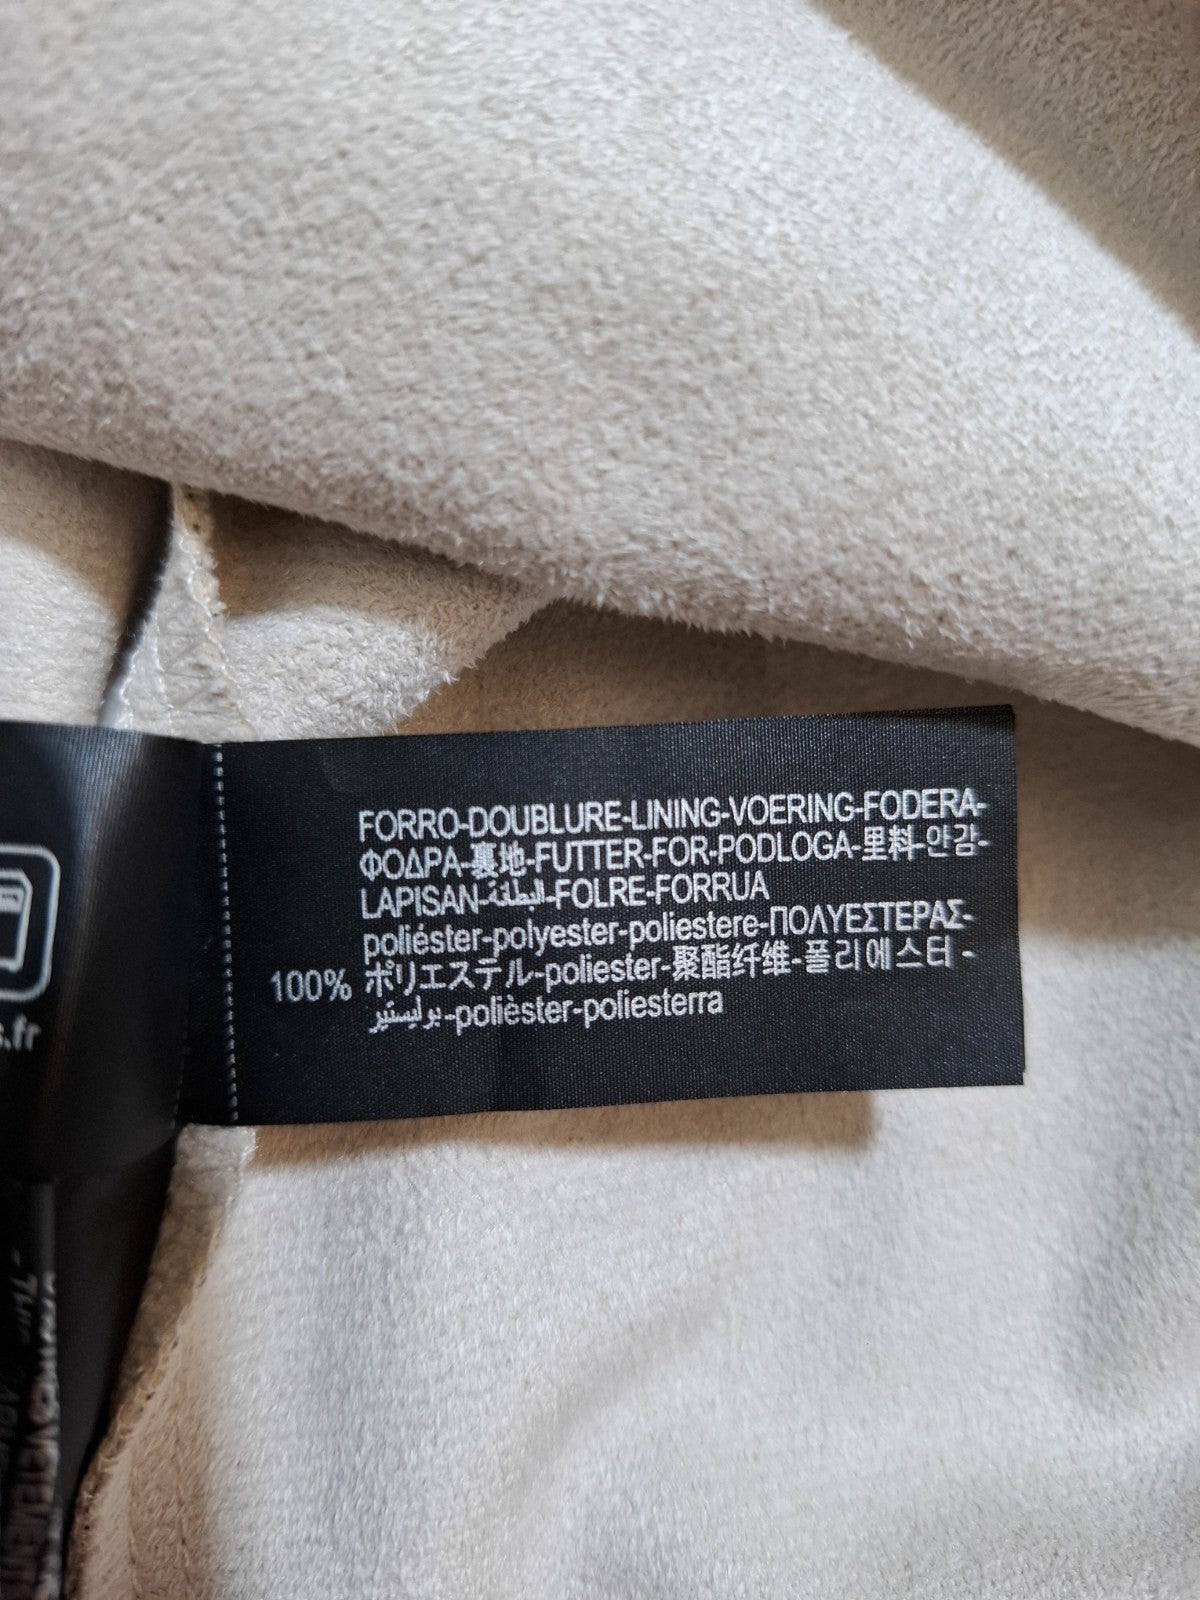 FORRO-DOUBLURE-LINING-VOERING-FODERA-
ΦΟΔΡΑ-裏地-FUTTER-FOR-PODLOGA-里料-안감-
LAPISAN-البطانة-FOLRE-FORRUA
poliéster-polyester-poliestere-ΠΟΛΥΕΣΤΕΡΑΣ-
100% ポリエステル-poliester-聚酯纤维-폴리에스터-
بوليستير-polièster-poliesterra
s.fr